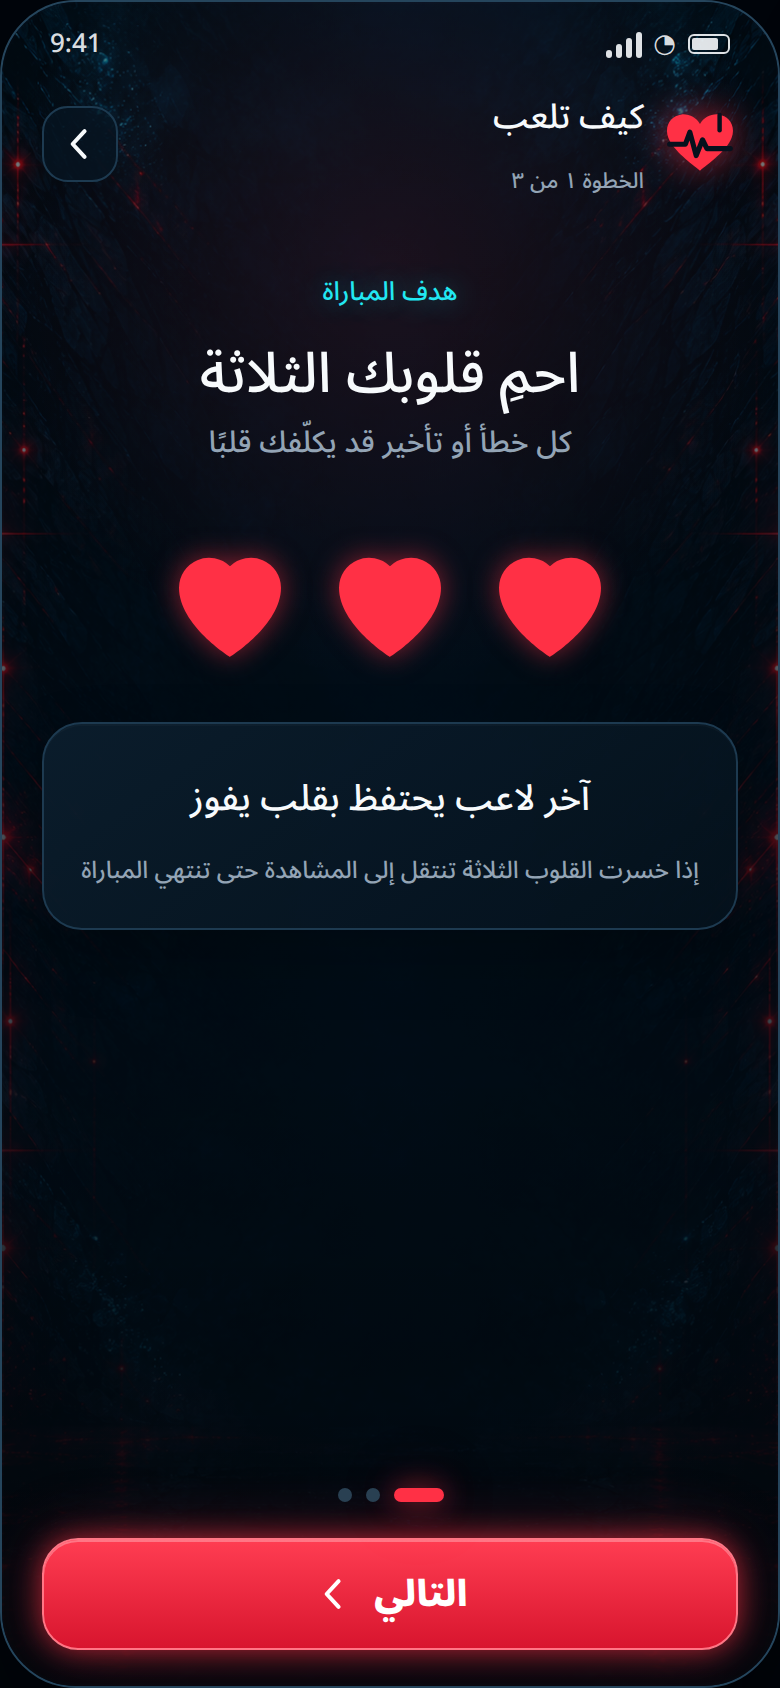 9:41
كيف تلعب
الخطوة ١ من ٣
هدف المباراة
احمِ قلوبك الثلاثة
كل خطأ أو تأخير قد يكلّفك قلبًا
آخر لاعب يحتفظ بقلب يفوز
إذا خسرت القلوب الثلاثة تنتقل إلى المشاهدة حتى تنتهي المباراة
التالي